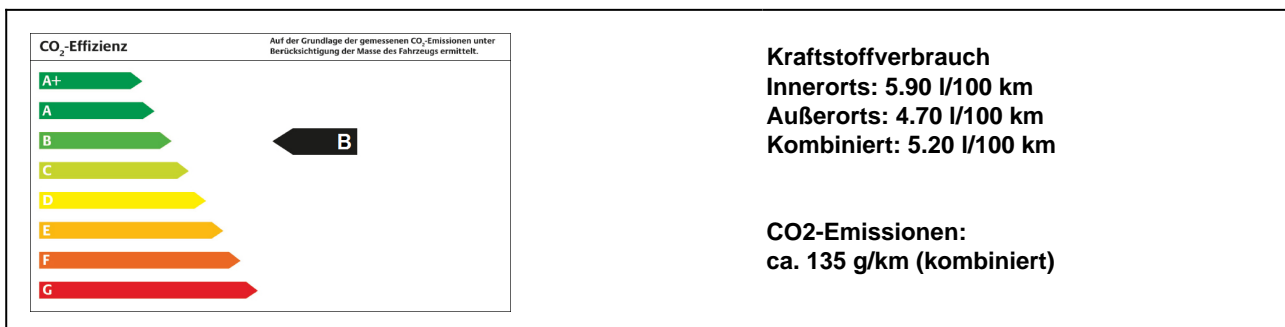 CO₂-Effizienz
Auf der Grundlage der gemessenen CO₂-Emissionen unter
Berücksichtigung der Masse des Fahrzeugs ermittelt.
A+
A
B
B
C
D
E
F
G
Kraftstoffverbrauch
Innerorts: 5.90 l/100 km
Außerorts: 4.70 l/100 km
Kombiniert: 5.20 l/100 km
CO2-Emissionen:
ca. 135 g/km (kombiniert)